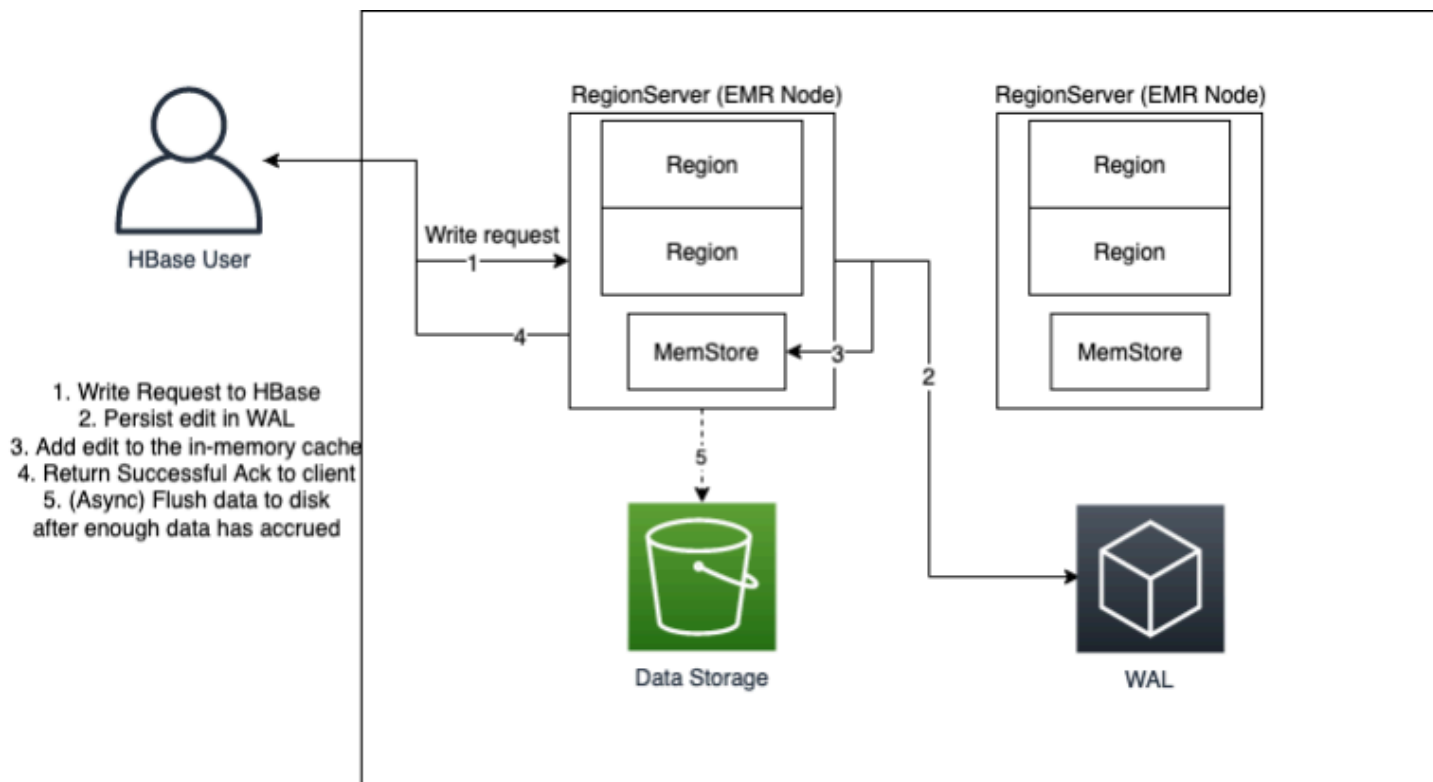 RegionServer (EMR Node)
RegionServer (EMR Node)
Region
Region
Region
Region
MemStore
MemStore
HBase User
Write request
1
4
3
2
5
1. Write Request to HBase
2. Persist edit in WAL
3. Add edit to the in-memory cache
4. Return Successful Ack to client
5. (Async) Flush data to disk
after enough data has accrued
Data Storage
WAL